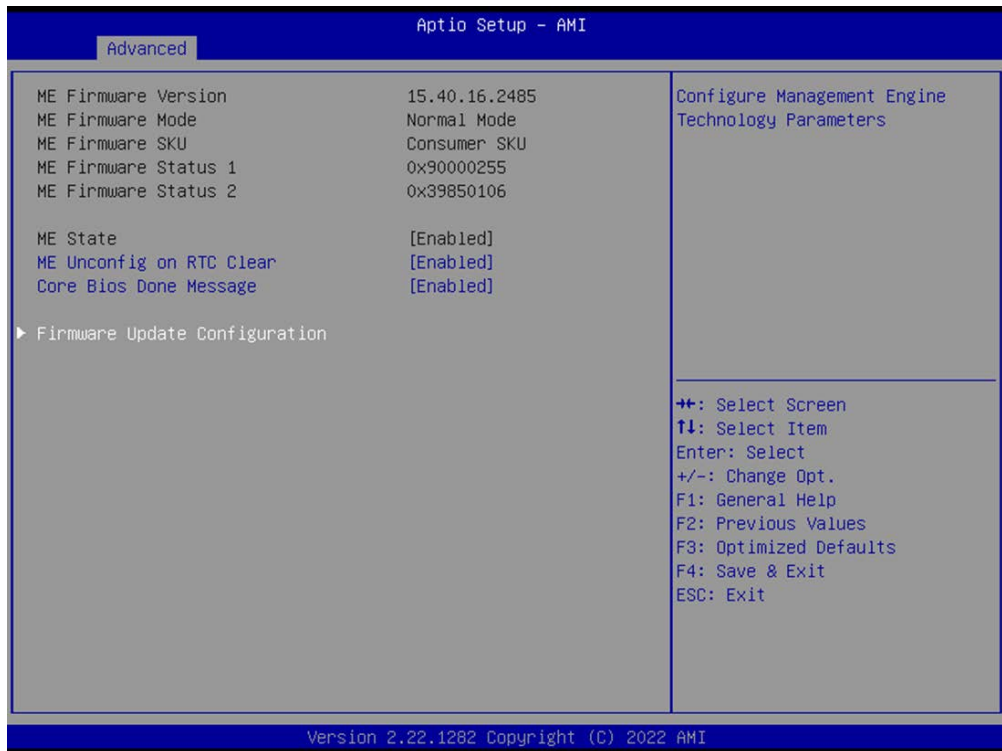 Aptio Setup – AMI
Advanced
ME Firmware Version 15.40.16.2485
ME Firmware Mode Normal Mode
ME Firmware SKU Consumer SKU
ME Firmware Status 1 0x90000255
ME Firmware Status 2 0x39850106
ME State [Enabled]
ME Unconfig on RTC Clear [Enabled]
Core Bios Done Message [Enabled]
► Firmware Update Configuration
Configure Management Engine
Technology Parameters
→←: Select Screen
↑↓: Select Item
Enter: Select
+/-: Change Opt.
F1: General Help
F2: Previous Values
F3: Optimized Defaults
F4: Save & Exit
ESC: Exit
Version 2.22.1282 Copyright (C) 2022 AMI